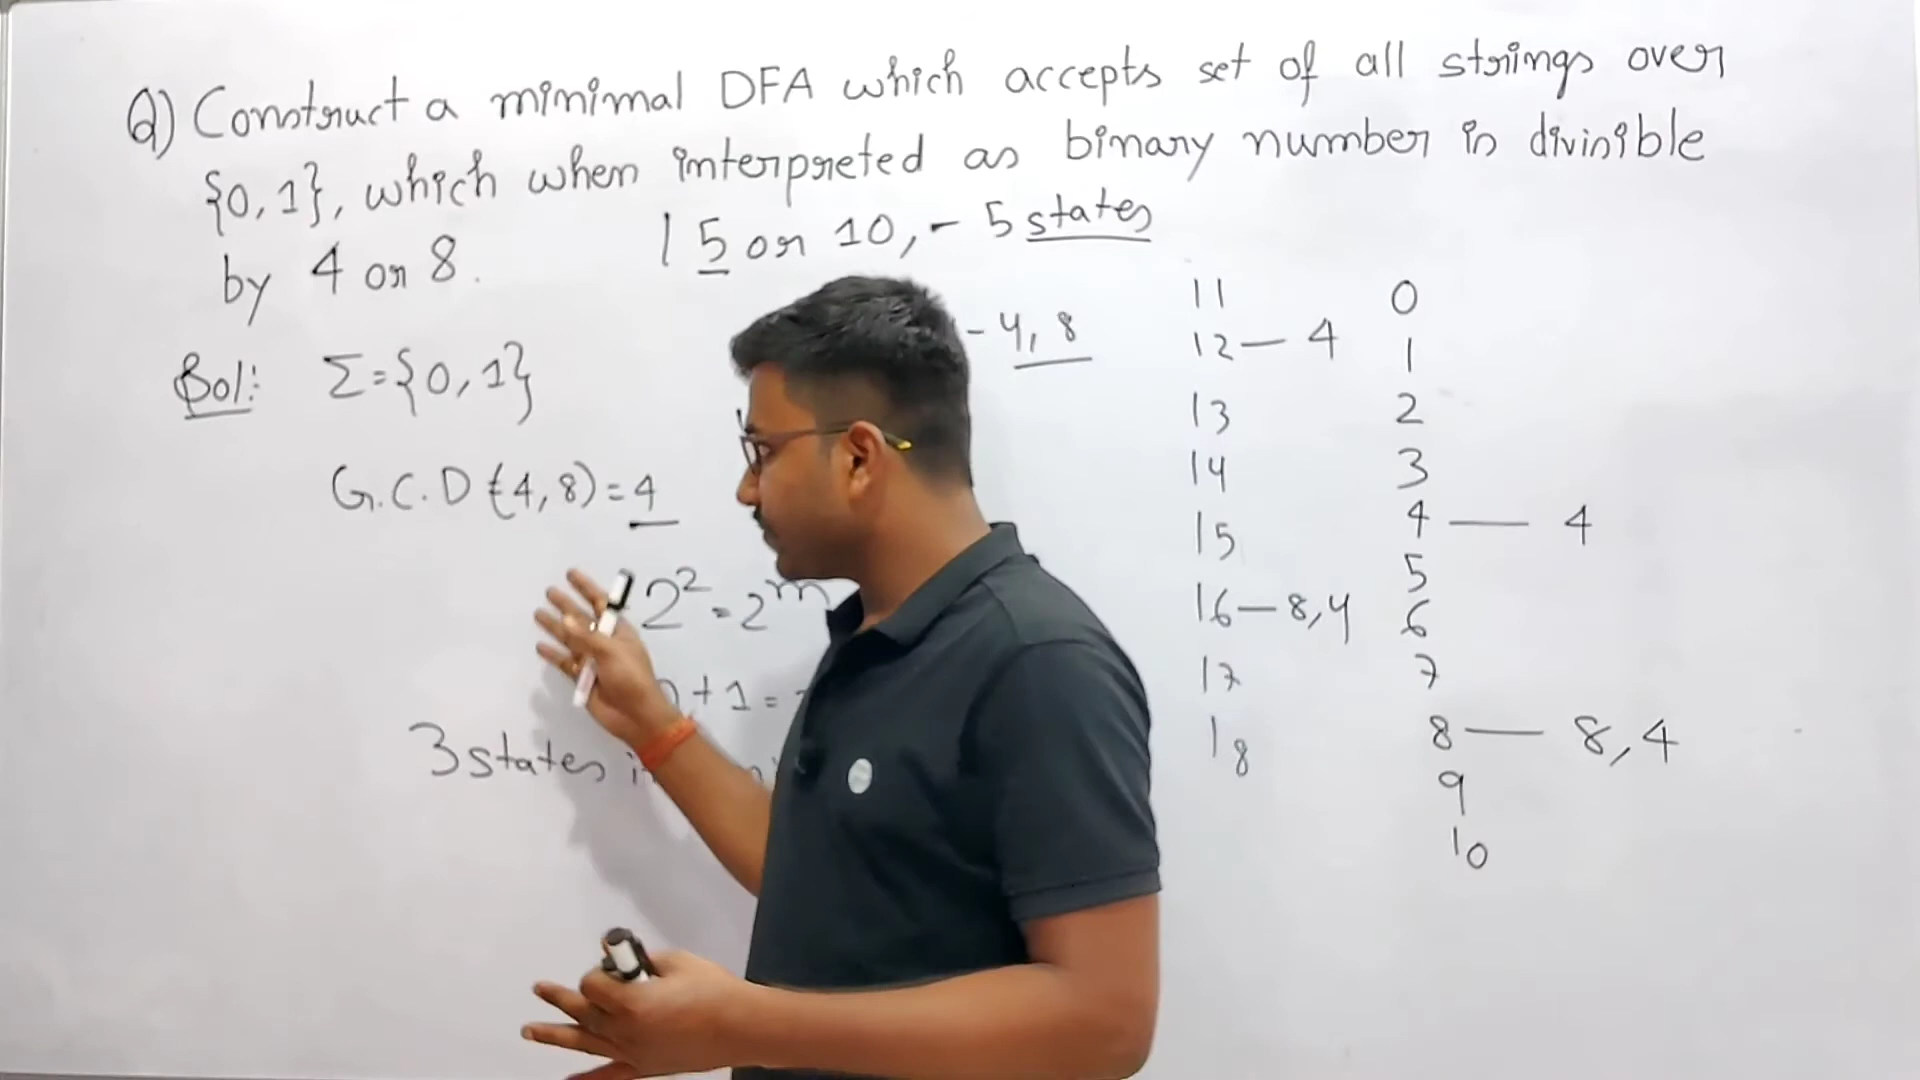 Q) Construct a minimal DFA which accepts set of all strings over
{0,1}, which when interpreted as binary number is divisible
by 4 or 8.
| 5 or 10, - 5 states
- 4, 8
Sol: Σ={0,1}
G.C.D (4,8)=4
2² = 2ⁿ
+1=
3 states
11
12 — 4
13
14
15
16 — 8,4
17
18
0
1
2
3
4 — 4
5
6
7
8 — 8,4
9
10